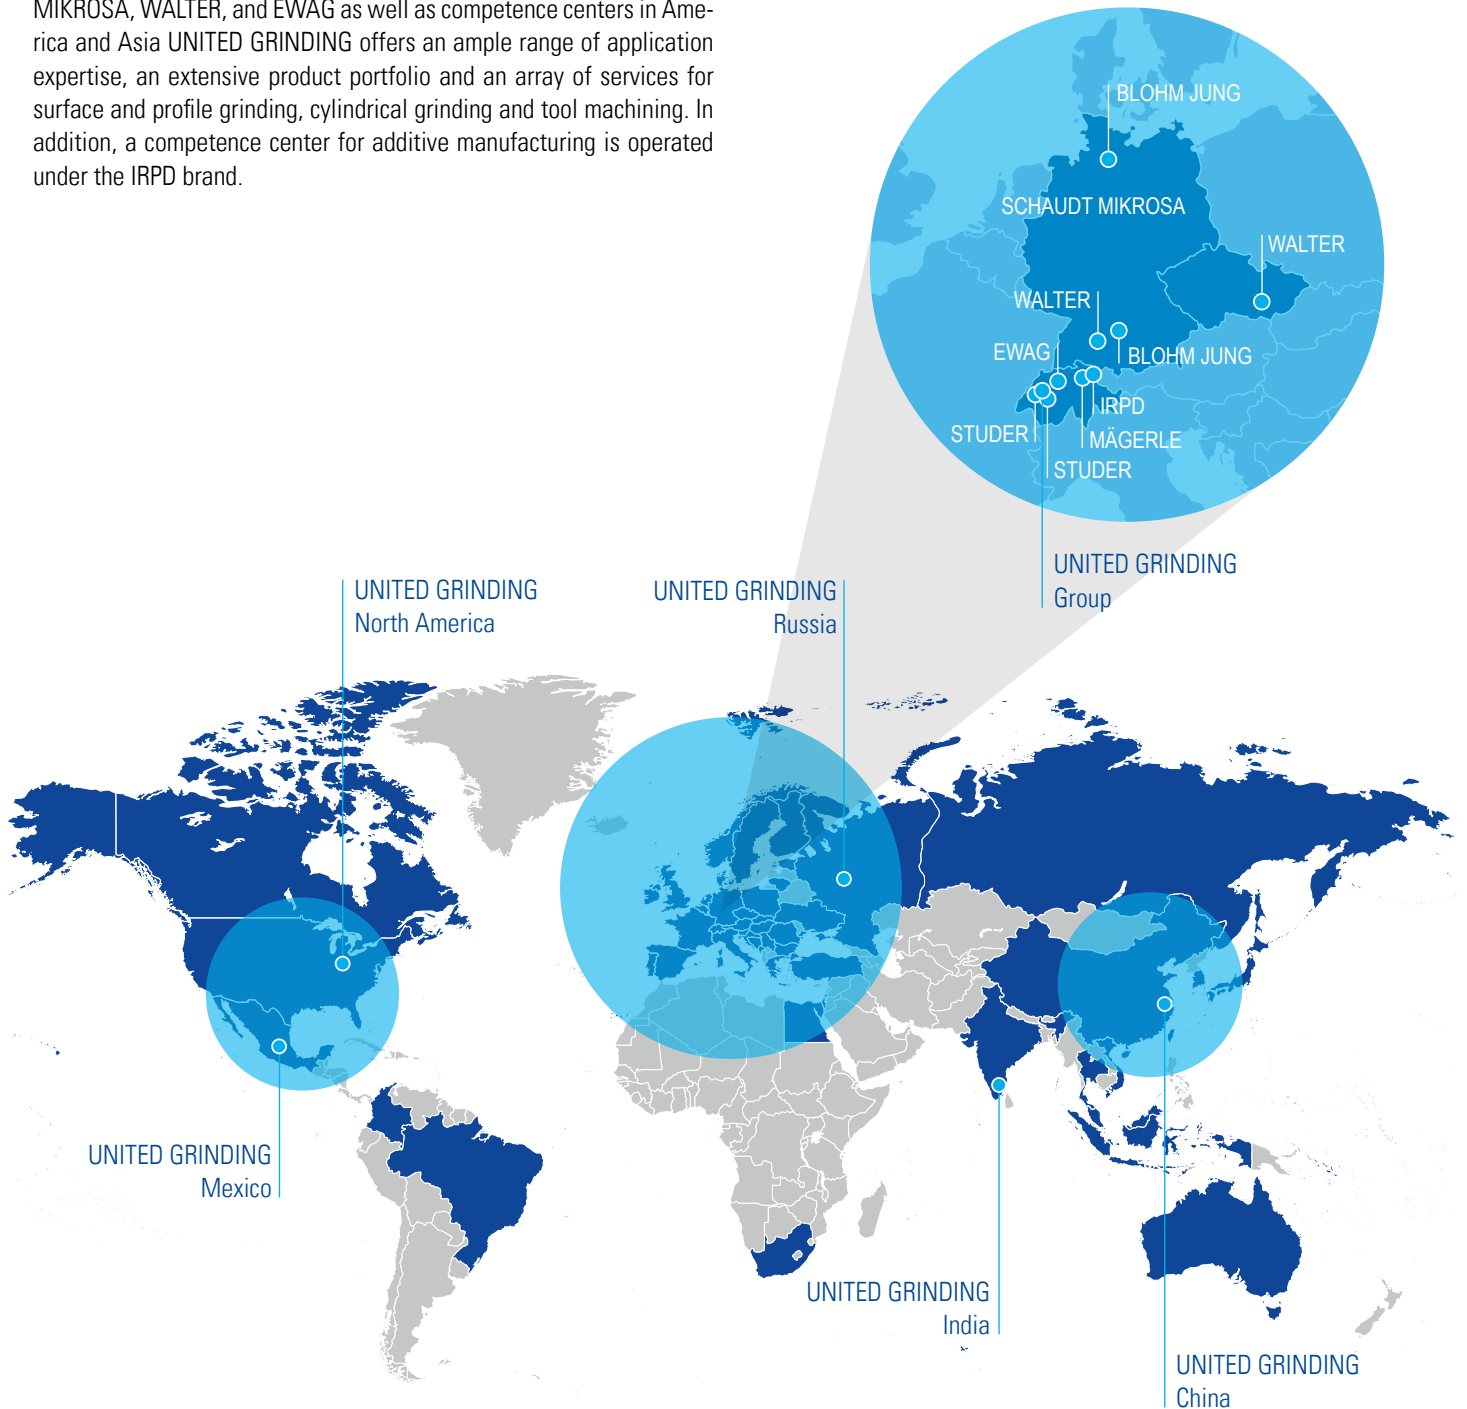 MIKROSA, WALTER, and EWAG as well as competence centers in Ame-
rica and Asia UNITED GRINDING offers an ample range of application
expertise, an extensive product portfolio and an array of services for
surface and profile grinding, cylindrical grinding and tool machining. In
addition, a competence center for additive manufacturing is operated
under the IRPD brand.
BLOHM JUNG
SCHAUDT MIKROSA
WALTER
WALTER
EWAG
BLOHM JUNG
IRPD
STUDER
MÄGERLE
STUDER
UNITED GRINDING
Group
UNITED GRINDING
North America
UNITED GRINDING
Russia
UNITED GRINDING
Mexico
UNITED GRINDING
India
UNITED GRINDING
China